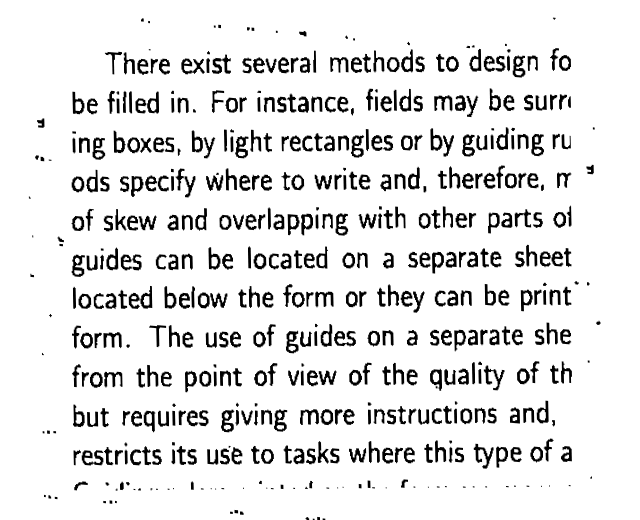 There exist several methods to design fo
be filled in. For instance, fields may be surr
ing boxes, by light rectangles or by guiding ru
ods specify where to write and, therefore, m
of skew and overlapping with other parts of
guides can be located on a separate sheet
located below the form or they can be print
form. The use of guides on a separate she
from the point of view of the quality of th
but requires giving more instructions and,
restricts its use to tasks where this type of a